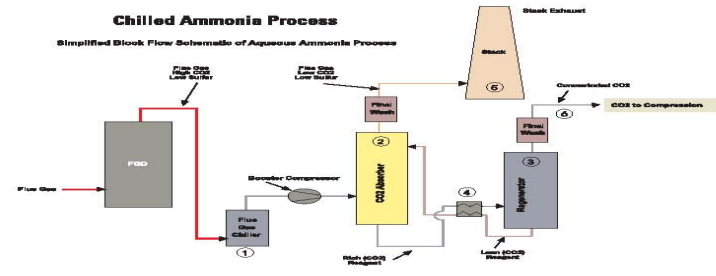 Chilled Ammonia Process
Simplified Block Flow Schematic of Aqueous Ammonia Process
Stack Exhaust
Flue Gas
High CO2
Low Sulfur
Flue Gas
Low CO2
Low Sulfur
Stack
5
Concentrated CO2
6
CO2 to Compression
Final
Wash
Final
Wash
FGD
2
3
CO2 Absorber
Regenerator
Booster Compressor
4
Flue Gas
Flue
Gas
Chiller
1
Rich (CO2)
Reagent
Lean (CO2)
Reagent